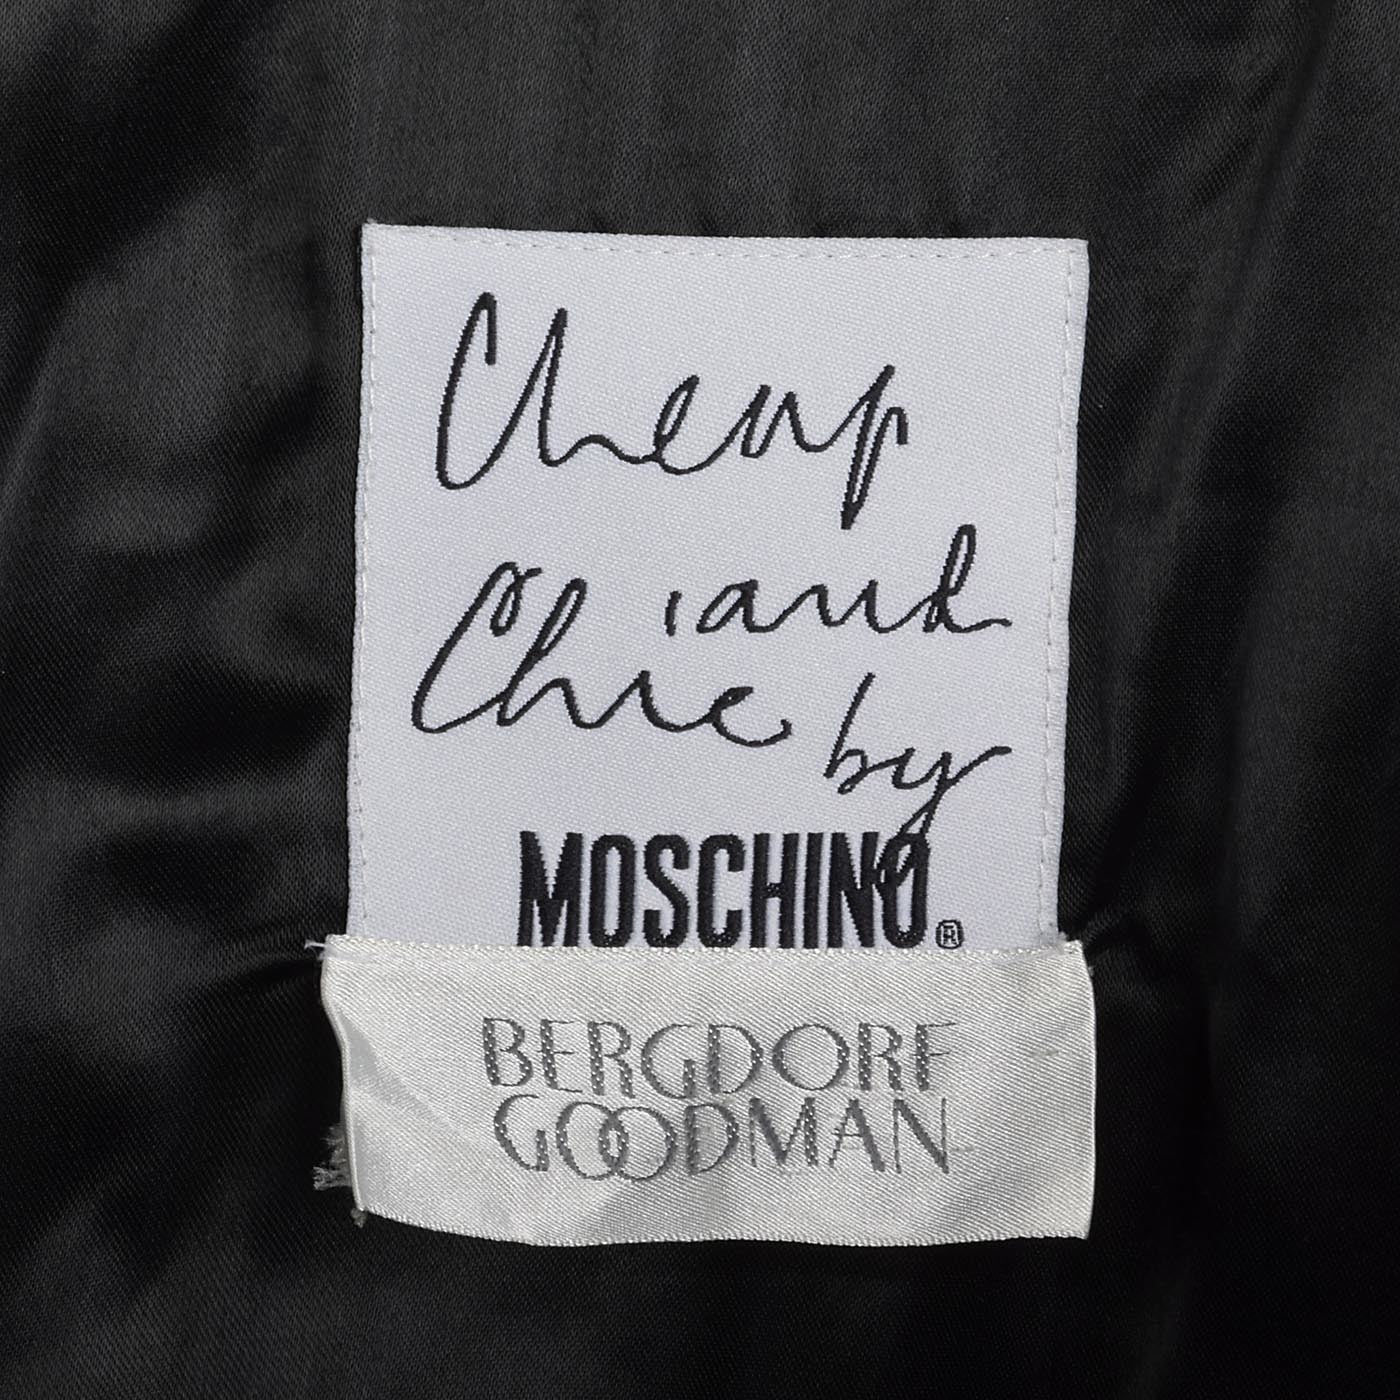 Cheap
and
Chic by
MOSCHINO®
BERGDORF
GOODMAN